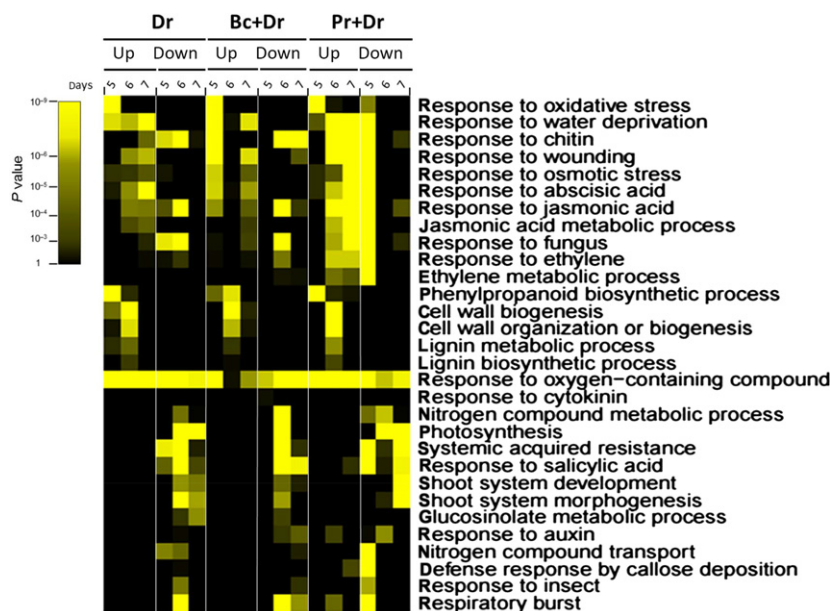 Dr Bc+Dr Pr+Dr
Up Down Up Down Up Down
Days 5 6 7 5 6 7 5 6 7 5 6 7 5 6 7 5 6 7
P value
10-9
10-6
10-5
10-4
10-3
1
Response to oxidative stress
Response to water deprivation
Response to chitin
Response to wounding
Response to osmotic stress
Response to abscisic acid
Response to jasmonic acid
Jasmonic acid metabolic process
Response to fungus
Response to ethylene
Ethylene metabolic process
Phenylpropanoid biosynthetic process
Cell wall biogenesis
Cell wall organization or biogenesis
Lignin metabolic process
Lignin biosynthetic process
Response to oxygen-containing compound
Response to cytokinin
Nitrogen compound metabolic process
Photosynthesis
Systemic acquired resistance
Response to salicylic acid
Shoot system development
Shoot system morphogenesis
Glucosinolate metabolic process
Response to auxin
Nitrogen compound transport
Defense response by callose deposition
Response to insect
Respiratory burst